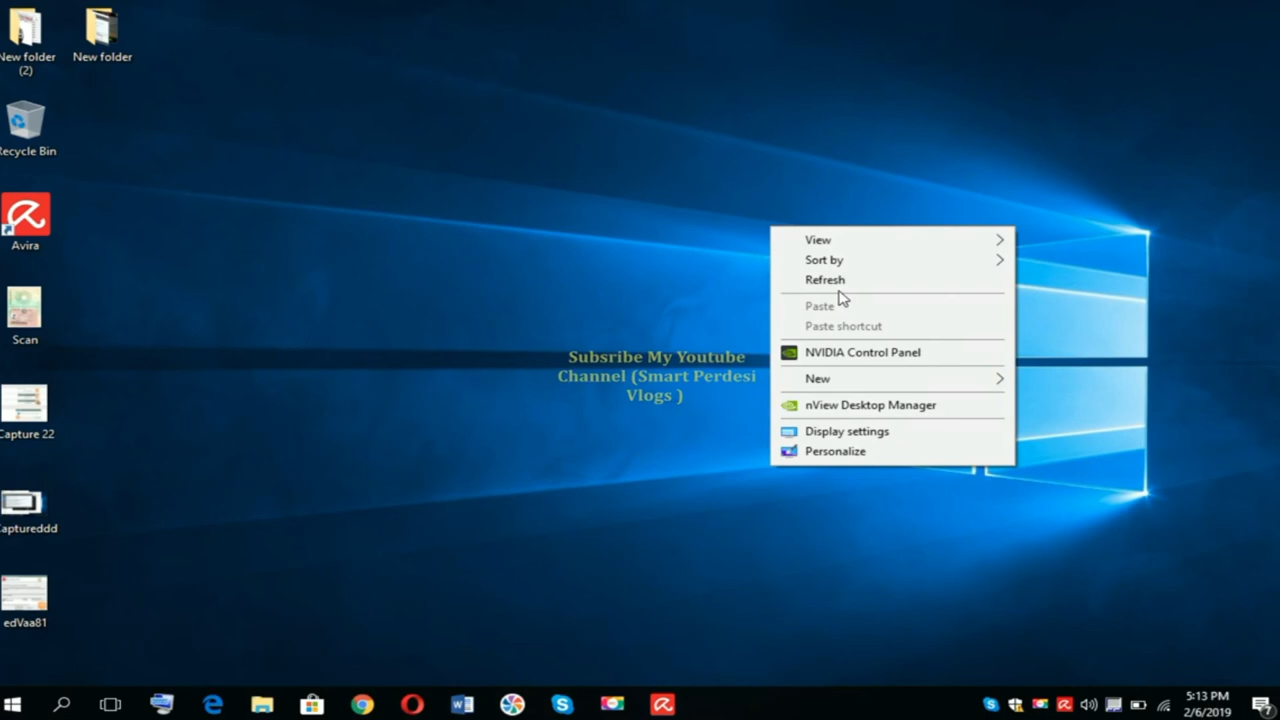 New folder
(2)
New folder
Recycle Bin
Avira
Scan
Capture 22
Captureddd
edVaa81
Subsribe My Youtube
Channel (Smart Perdesi
Vlogs )
View
Sort by
Refresh
Paste
Paste shortcut
NVIDIA Control Panel
New
nView Desktop Manager
Display settings
Personalize
5:13 PM
2/6/2019
7